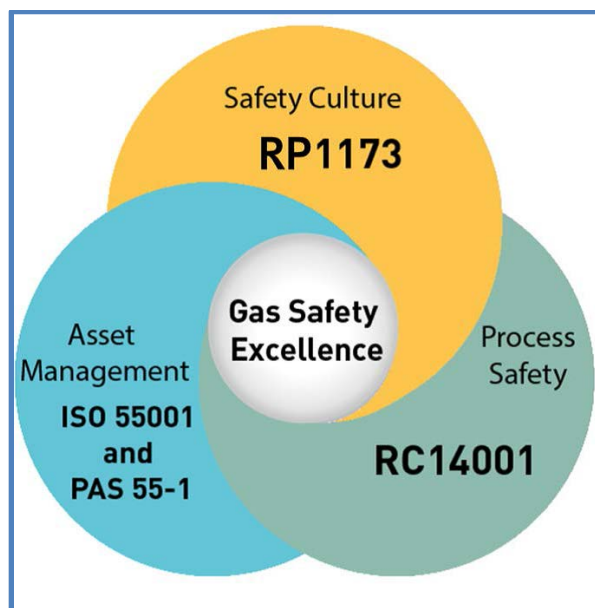 Safety Culture
RP1173
Gas Safety
Excellence
Asset
Management
ISO 55001
and
PAS 55-1
Process
Safety
RC14001